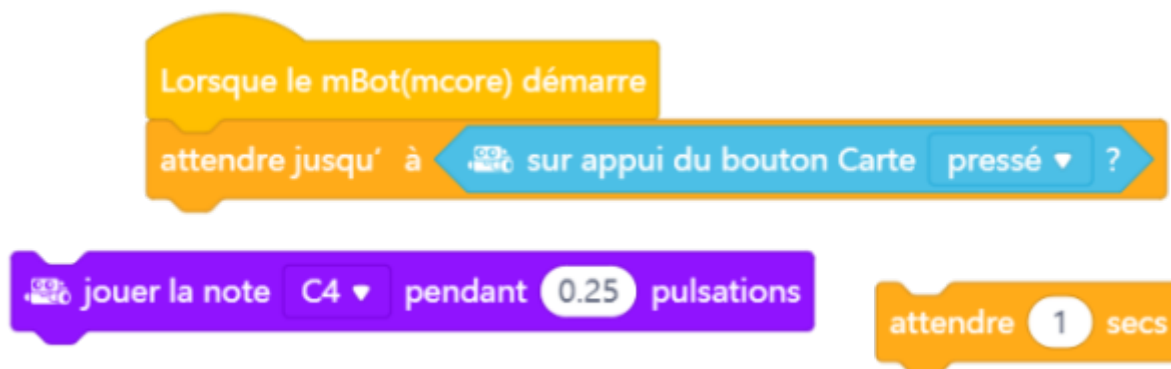 Lorsque le mBot(mcore) démarre
attendre jusqu' à sur appui du bouton Carte pressé ?
jouer la note C4 pendant 0.25 pulsations
attendre 1 secs